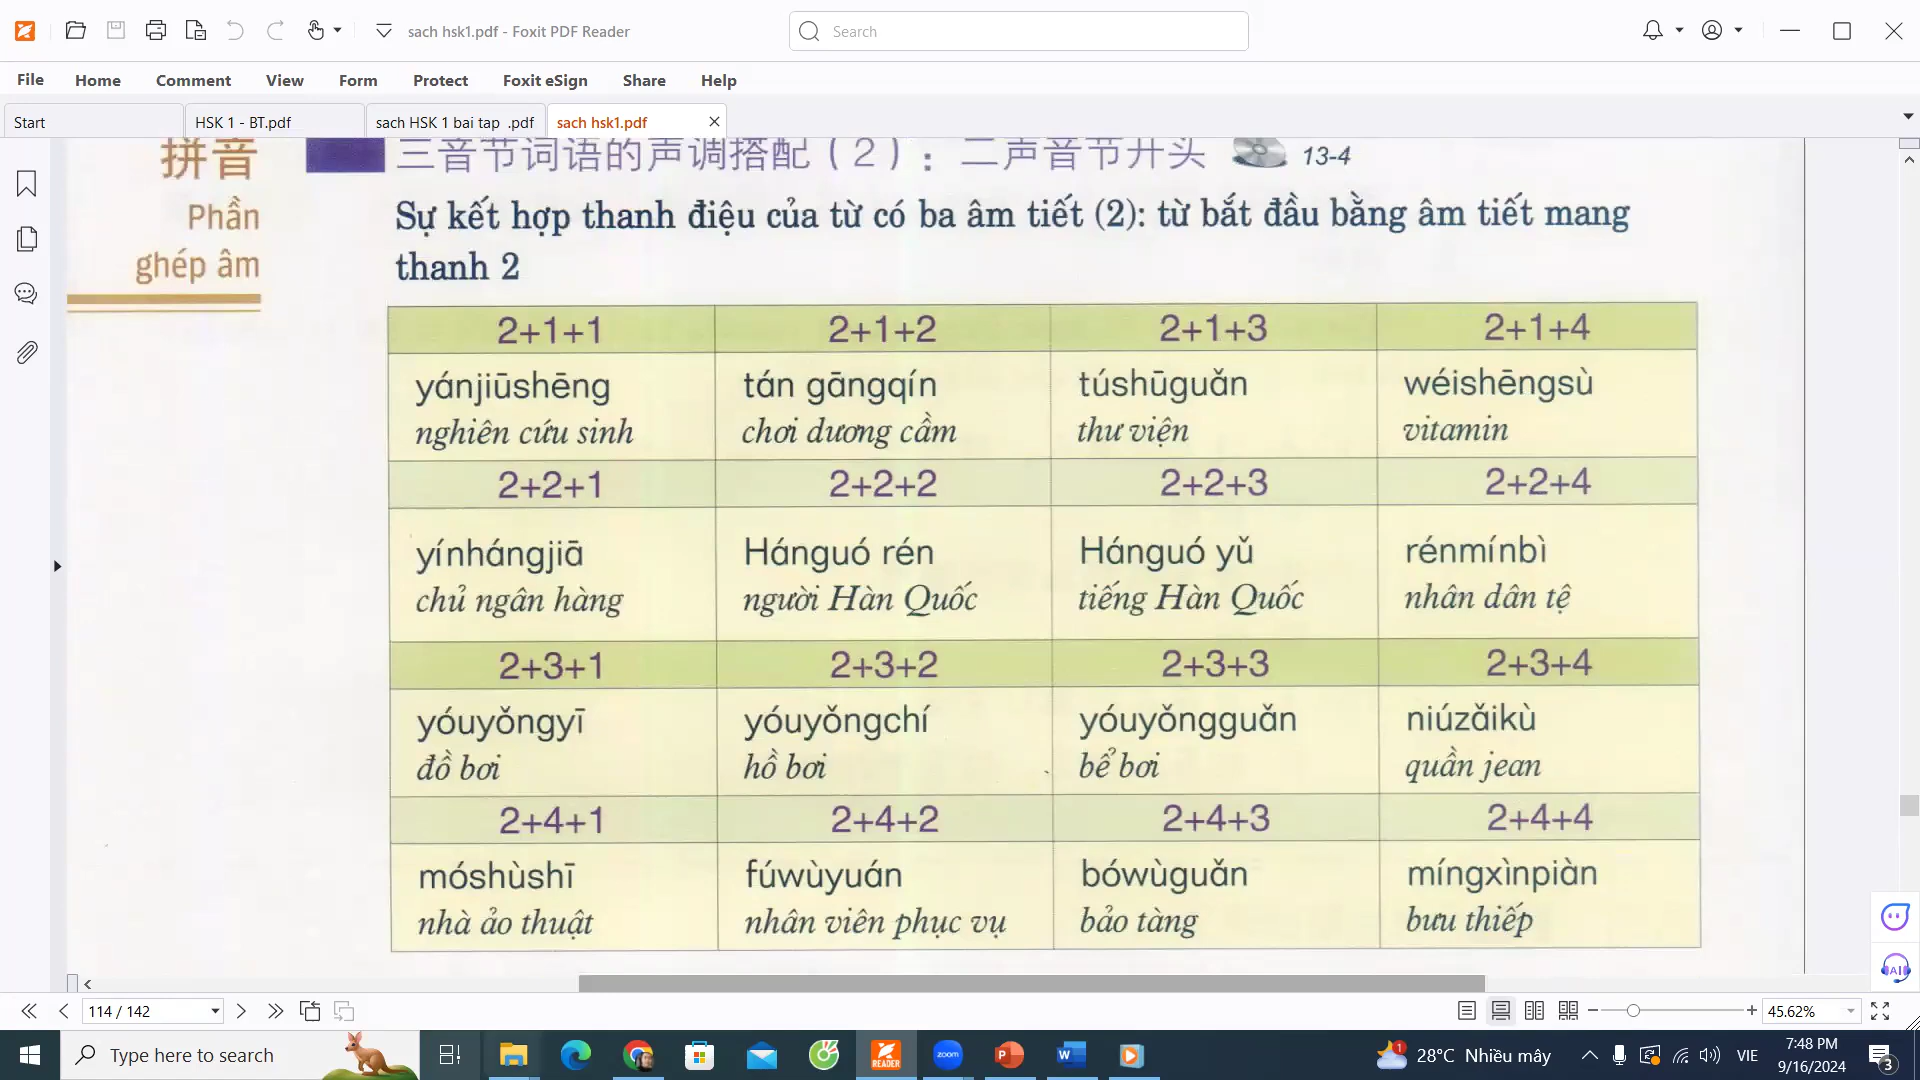 sach hsk1.pdf - Foxit PDF Reader
Search
File Home Comment View Form Protect Foxit eSign Share Help
Start
HSK 1 - BT.pdf
sach HSK 1 bai tap .pdf
sach hsk1.pdf
拼音
Phần
ghép âm
三音节词语的声调搭配（2）：二声音节开头 13-4
Sự kết hợp thanh điệu của từ có ba âm tiết (2): từ bắt đầu bằng âm tiết mang
thanh 2
2+1+1 2+1+2 2+1+3 2+1+4
yánjiūshēng tán gāngqín túshūguǎn wéishēngsù
nghiên cứu sinh chơi dương cầm thư viện vitamin
2+2+1 2+2+2 2+2+3 2+2+4
yínhángjiā Hánguó rén Hánguó yǔ rénmínbì
chủ ngân hàng người Hàn Quốc tiếng Hàn Quốc nhân dân tệ
2+3+1 2+3+2 2+3+3 2+3+4
yóuyǒngyī yóuyǒngchí yóuyǒngguǎn niúzǎikù
đồ bơi hồ bơi bể bơi quần jean
2+4+1 2+4+2 2+4+3 2+4+4
móshùshī fúwùyuán bówùguǎn míngxìnpiàn
nhà ảo thuật nhân viên phục vụ bảo tàng bưu thiếp
AI
114 / 142
45.62%
Type here to search
READER
zoom
1
28°C Nhiều mây
VIE
7:48 PM
9/16/2024
3